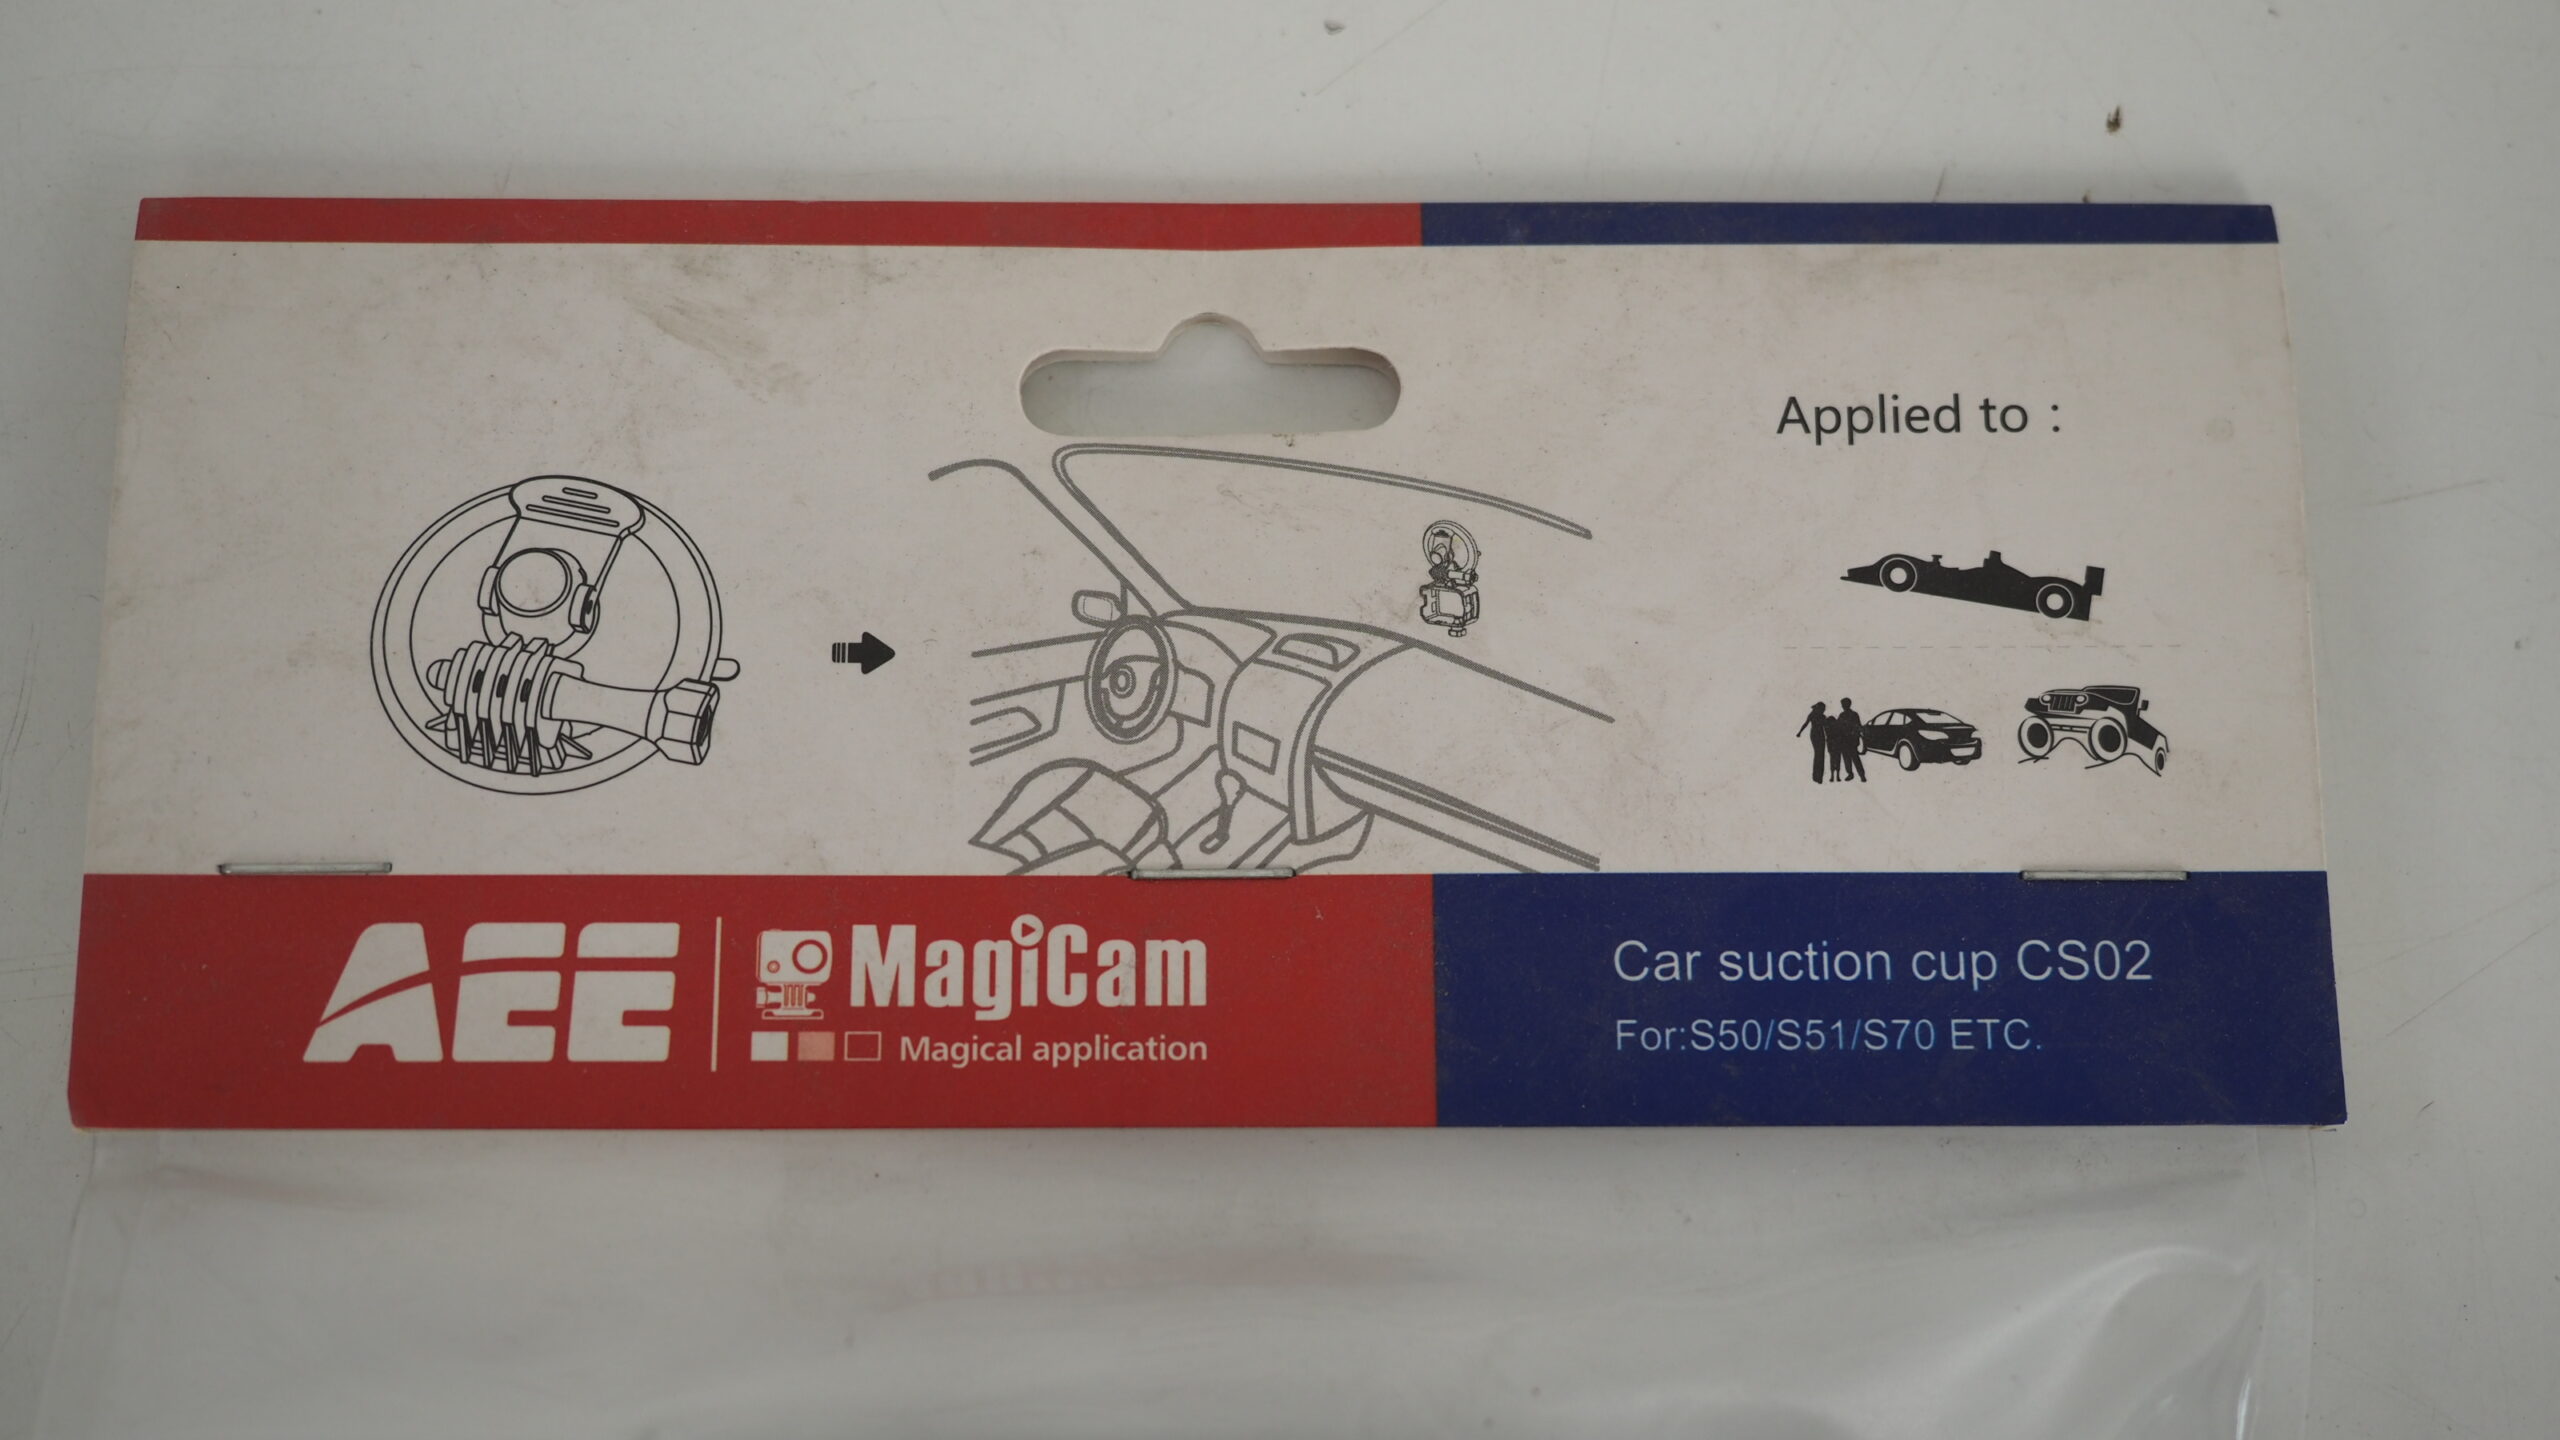 Applied to :
AEE
MagiCam
Magical application
Car suction cup CS02
For:S50/S51/S70 ETC.